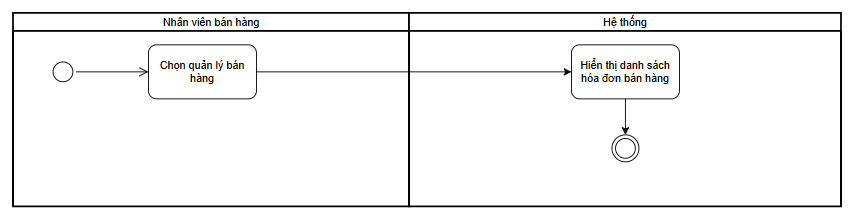 Nhân viên bán hàng
Hệ thống
Chọn quản lý bán
hàng
Hiển thị danh sách
hóa đơn bán hàng